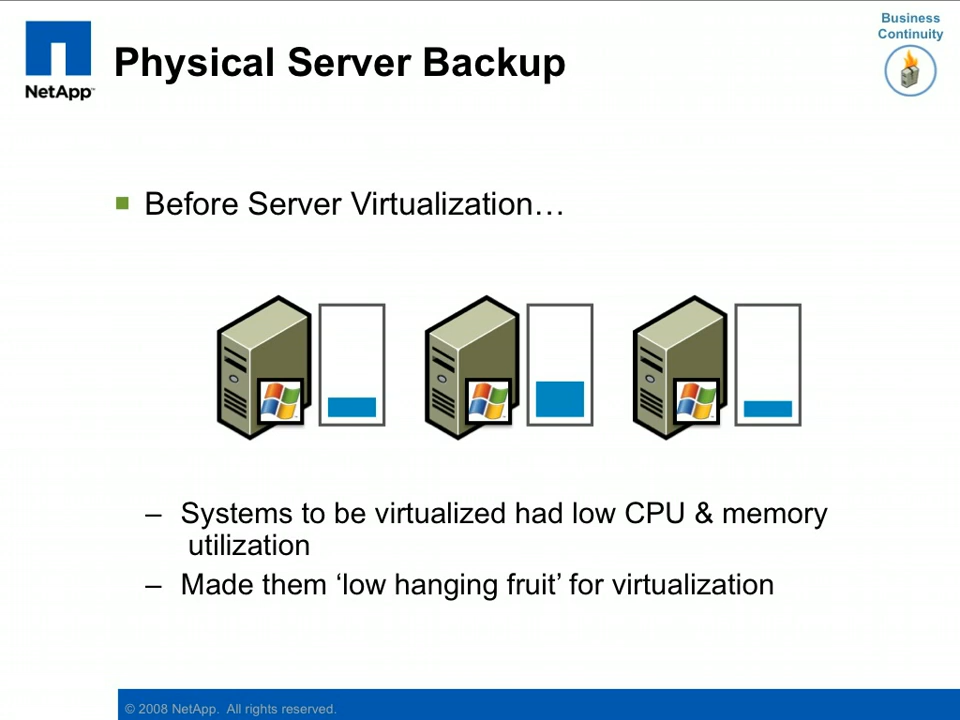 Business
Continuity
NetApp™
Physical Server Backup
Before Server Virtualization…
– Systems to be virtualized had low CPU & memory
utilization
– Made them ‘low hanging fruit’ for virtualization
© 2008 NetApp. All rights reserved.